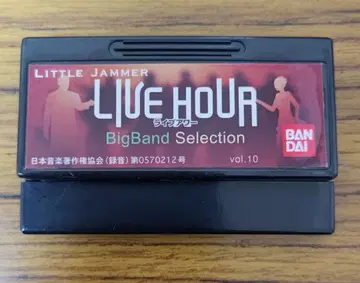 LITTLE JAMMER
LIVE HOUR
ライブアワー
BigBand Selection
BAN
DAI
日本音楽著作権協会(録音)第0570212号
vol.10